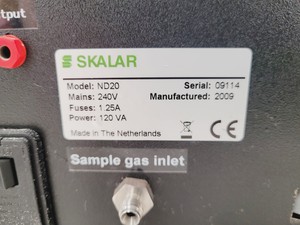 utput
SKALAR
Model: ND20 Serial: 09114
Mains: 240V Manufactured: 2009
Fuses: 1.25A
Power: 120 VA
Made in The Netherlands CE
Sample gas inlet